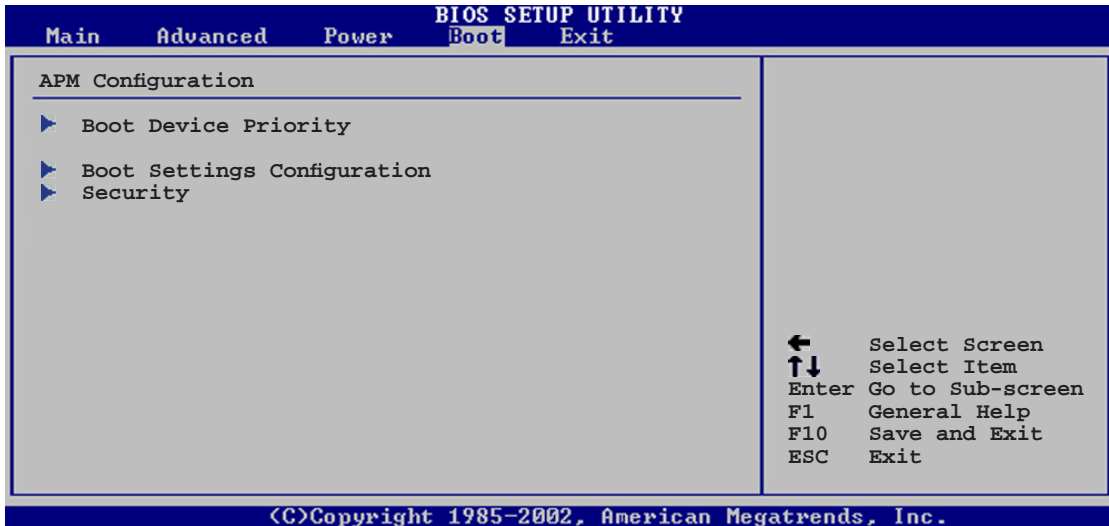 BIOS SETUP UTILITY
Main Advanced Power Boot Exit
APM Configuration
Boot Device Priority
Boot Settings Configuration
Security
← Select Screen
↑↓ Select Item
Enter Go to Sub-screen
F1 General Help
F10 Save and Exit
ESC Exit
(C)Copyright 1985-2002, American Megatrends, Inc.